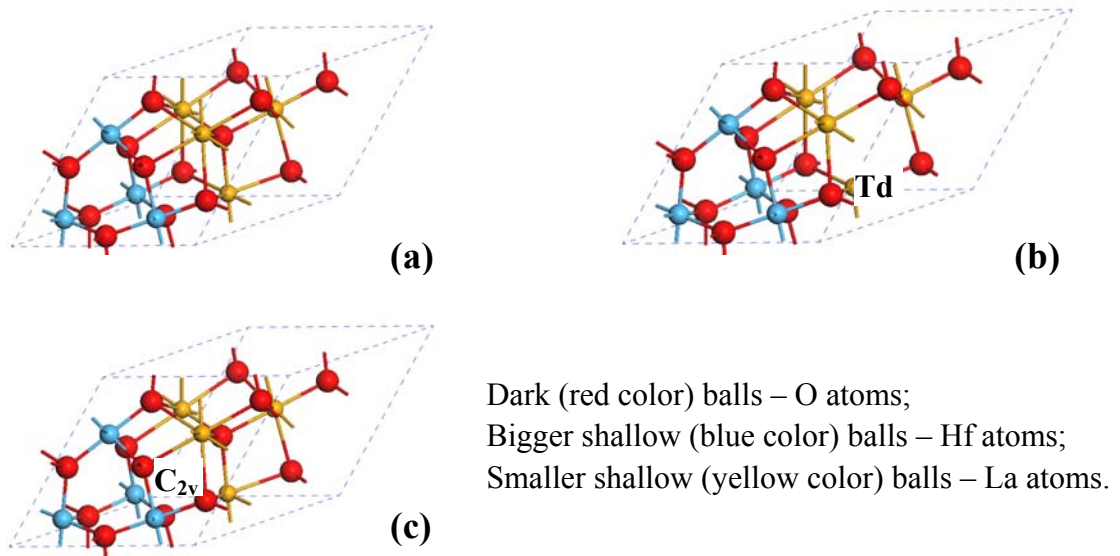 (a)
Td
(b)
C2v
(c)
Dark (red color) balls – O atoms;
Bigger shallow (blue color) balls – Hf atoms;
Smaller shallow (yellow color) balls – La atoms.